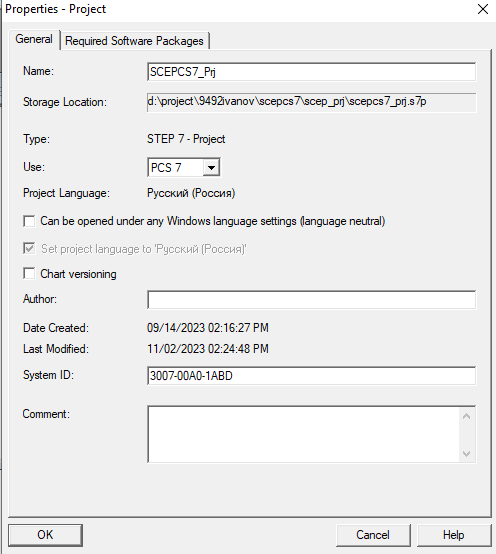 Properties - Project
General
Required Software Packages
Name:
SCEPCS7_Prj
Storage Location:
d:\project\9492ivanov\scepcs7\scep_prj\scepcs7_prj.s7p
Type:
STEP 7 - Project
Use:
PCS 7
Project Language:
Русский (Россия)
Can be opened under any Windows language settings (language neutral)
Set project language to 'Русский (Россия)'
Chart versioning
Author:
Date Created:
09/14/2023 02:16:27 PM
Last Modified:
11/02/2023 02:24:48 PM
System ID:
3007-00A0-1ABD
Comment:
OK
Cancel
Help